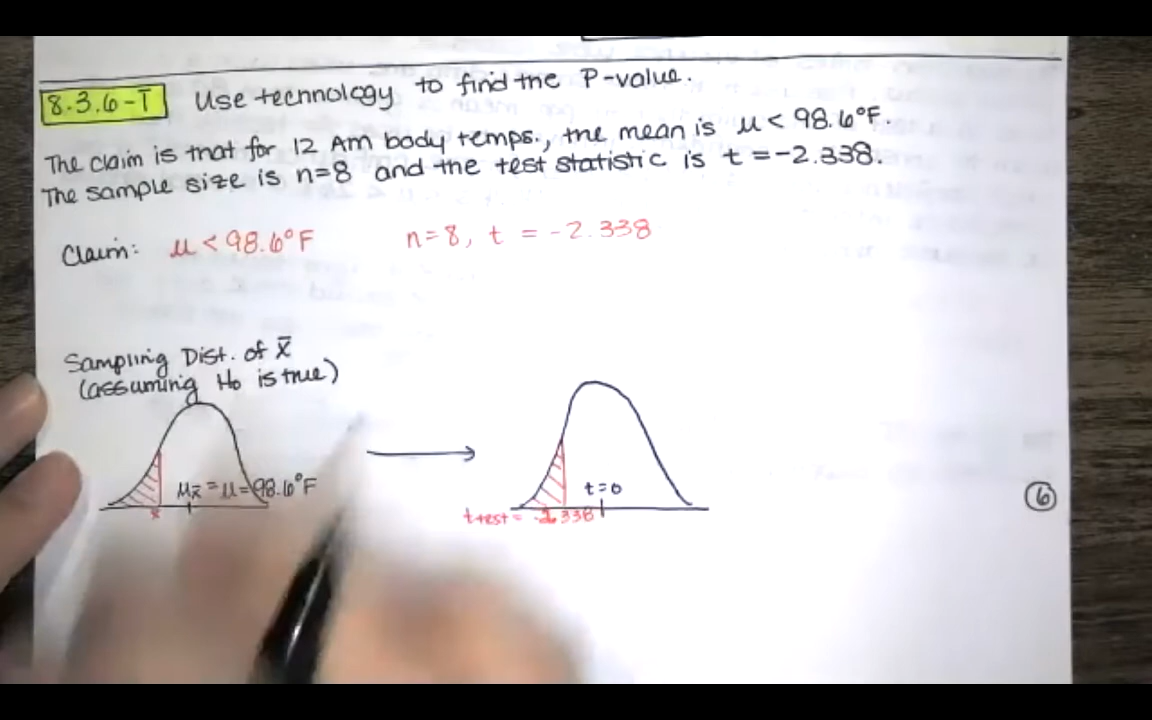 8.3.6-T Use technology to find the P-value.
The claim is that for 12 AM body temps., the mean is μ < 98.6°F.
The sample size is n=8 and the test statistic is t = -2.338.
Claim: μ < 98.6°F n=8, t = -2.338
Sampling Dist. of x̄
(assuming H₀ is true)
μx̄ = μ = 98.6°F
x̄
t=0
t test = -2.338
6